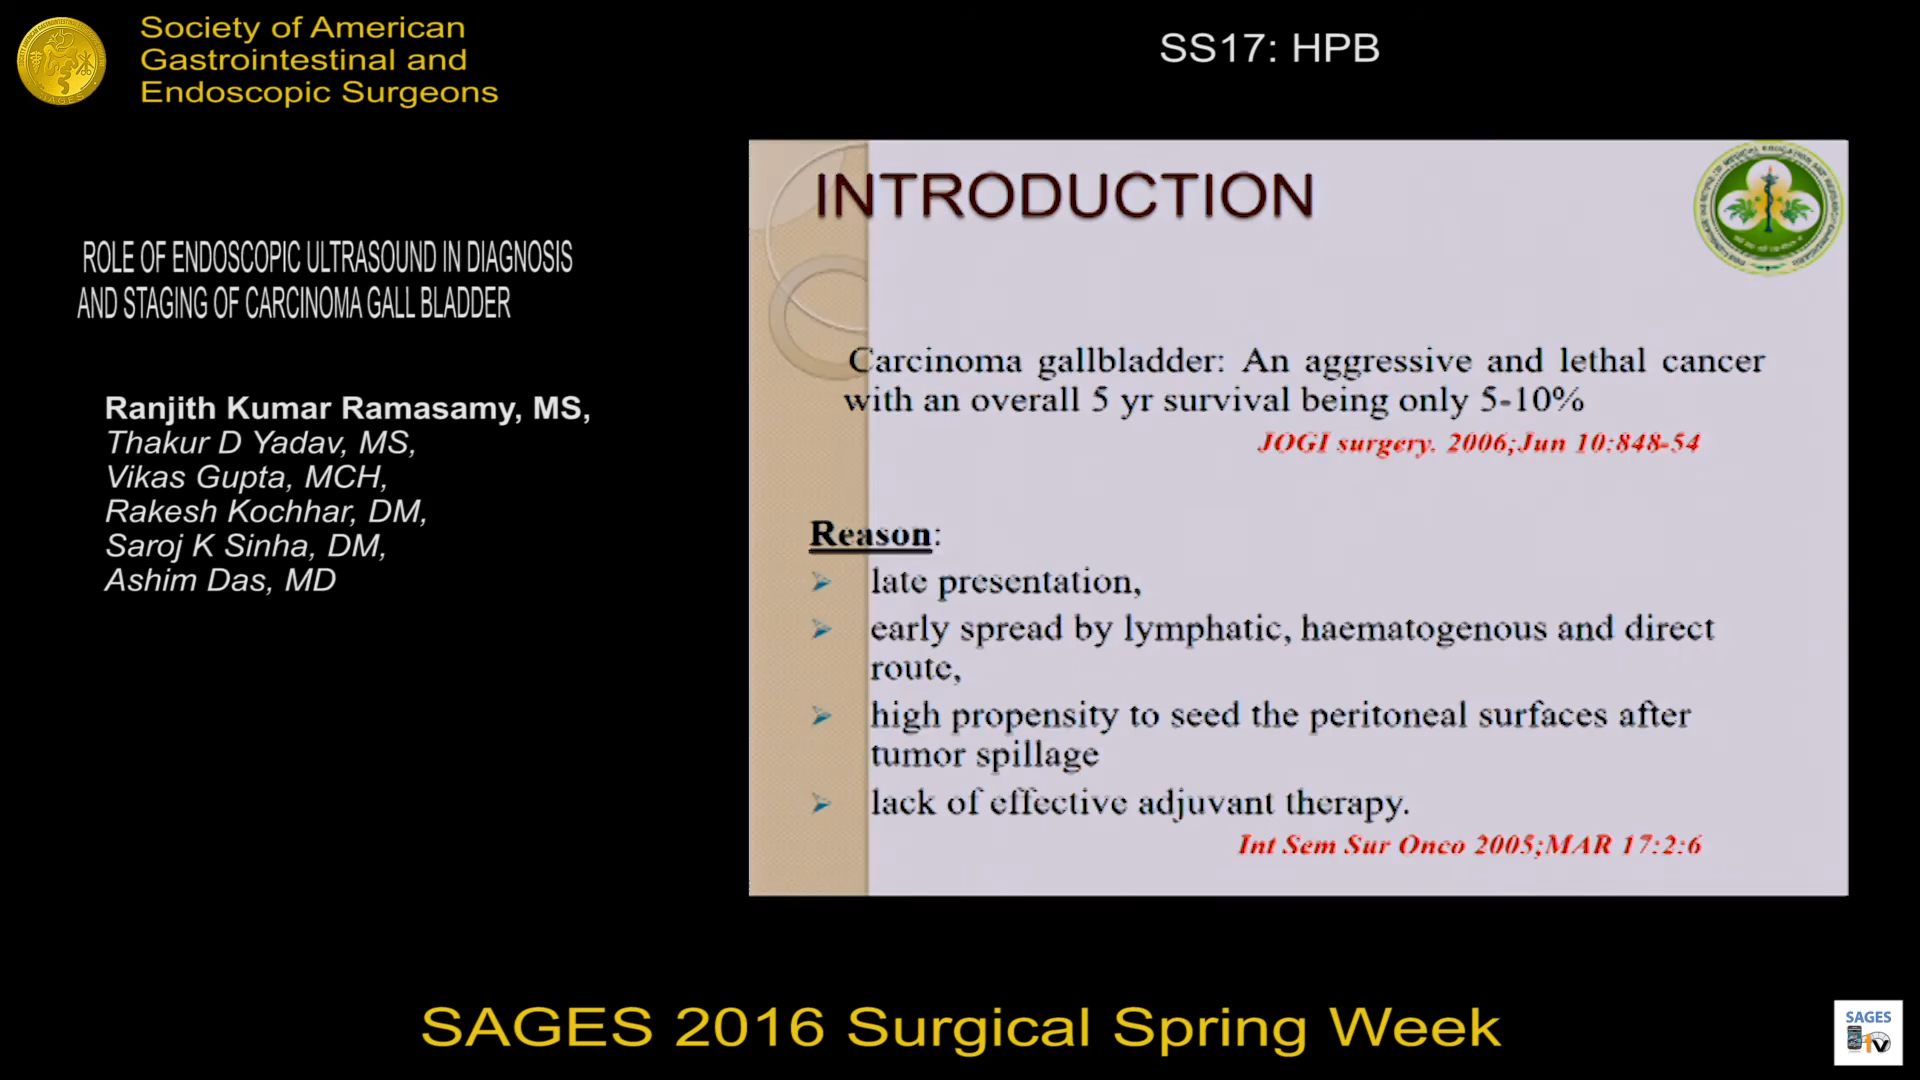 Society of American
Gastrointestinal and
Endoscopic Surgeons
SS17: HPB
ROLE OF ENDOSCOPIC ULTRASOUND IN DIAGNOSIS
AND STAGING OF CARCINOMA GALL BLADDER
Ranjith Kumar Ramasamy, MS,
Thakur D Yadav, MS,
Vikas Gupta, MCH,
Rakesh Kochhar, DM,
Saroj K Sinha, DM,
Ashim Das, MD
INTRODUCTION
Carcinoma gallbladder: An aggressive and lethal cancer
with an overall 5 yr survival being only 5-10%
JOGI surgery. 2006;Jun 10:848-54
Reason:
late presentation,
early spread by lymphatic, haematogenous and direct
route,
high propensity to seed the peritoneal surfaces after
tumor spillage
lack of effective adjuvant therapy.
Int Sem Sur Onco 2005;MAR 17:2:6
SAGES 2016 Surgical Spring Week
SAGES
TV